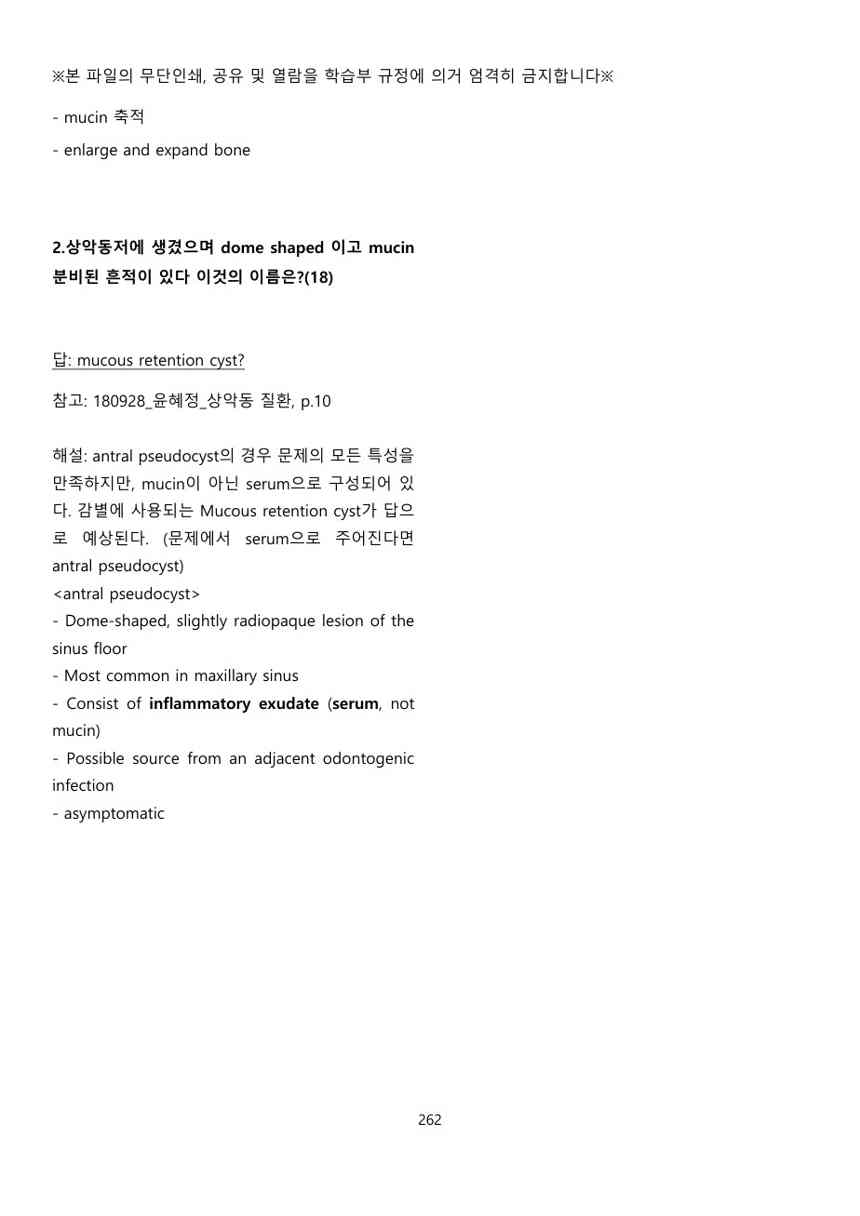 ※본 파일의 무단인쇄, 공유 및 열람을 학습부 규정에 의거 엄격히 금지합니다※
- mucin 축적
- enlarge and expand bone
2.상악동저에 생겼으며 dome shaped 이고 mucin
분비된 흔적이 있다 이것의 이름은?(18)
답: mucous retention cyst?
참고: 180928_윤혜정_상악동 질환, p.10
해설: antral pseudocyst의 경우 문제의 모든 특성을
만족하지만, mucin이 아닌 serum으로 구성되어 있
다. 감별에 사용되는 Mucous retention cyst가 답으
로 예상된다. (문제에서 serum으로 주어진다면
antral pseudocyst)
<antral pseudocyst>
- Dome-shaped, slightly radiopaque lesion of the
sinus floor
- Most common in maxillary sinus
- Consist of inflammatory exudate (serum, not
mucin)
- Possible source from an adjacent odontogenic
infection
- asymptomatic
262